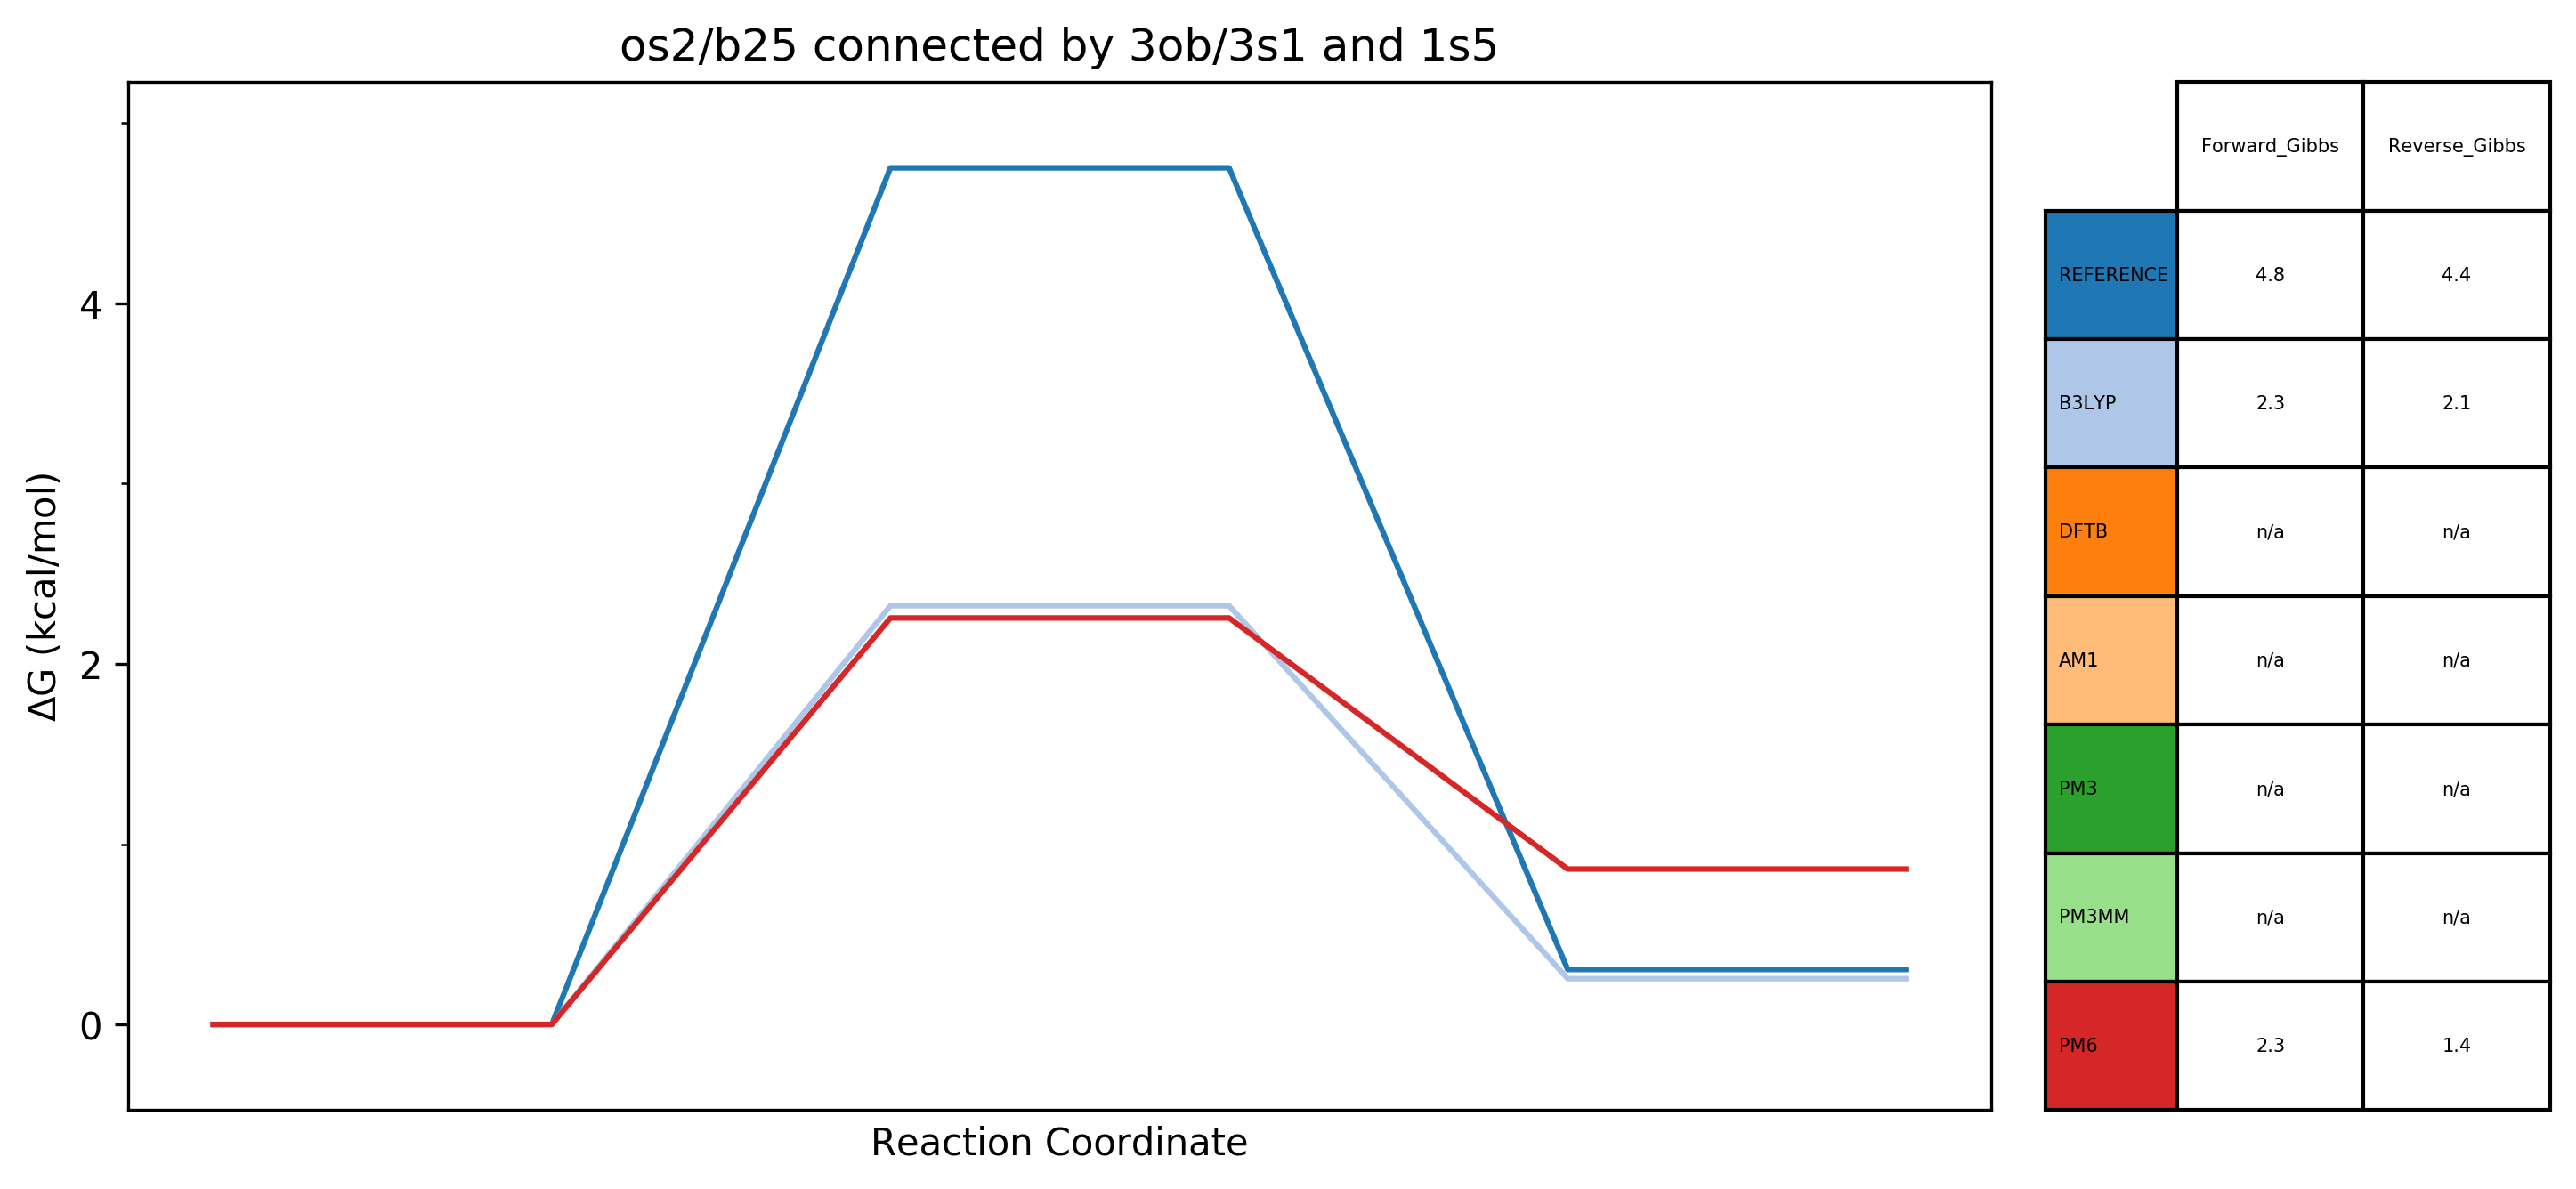 os2/b25 connected by 3ob/3s1 and 1s5
ΔG (kcal/mol)
4
2
0
Reaction Coordinate
Forward_Gibbs Reverse_Gibbs
REFERENCE 4.8 4.4
B3LYP 2.3 2.1
DFTB n/a n/a
AM1 n/a n/a
PM3 n/a n/a
PM3MM n/a n/a
PM6 2.3 1.4